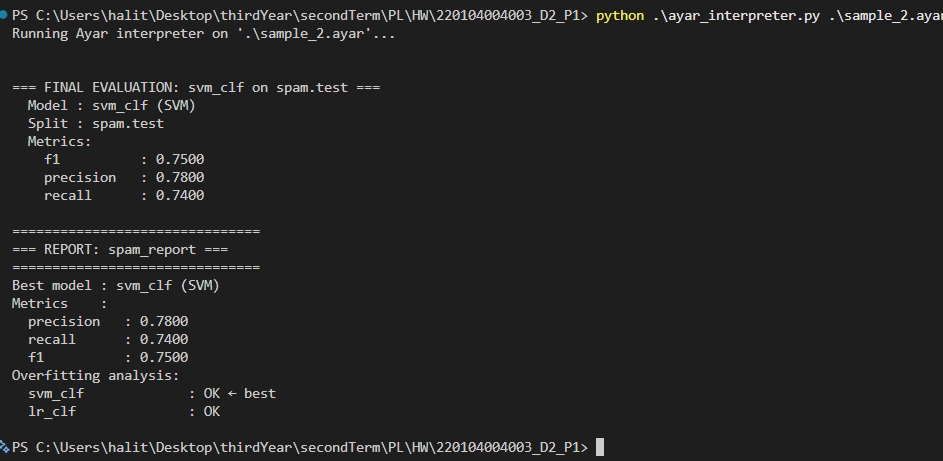 PS C:\Users\halit\Desktop\thirdYear\secondTerm\PL\HW\220104004003_D2_P1> python .\ayar_interpreter.py .\sample_2.ayar
Running Ayar interpreter on '.\sample_2.ayar'...
=== FINAL EVALUATION: svm_clf on spam.test ===
Model : svm_clf (SVM)
Split : spam.test
Metrics:
f1 : 0.7500
precision : 0.7800
recall : 0.7400
===============================
=== REPORT: spam_report ===
===============================
Best model : svm_clf (SVM)
Metrics :
precision : 0.7800
recall : 0.7400
f1 : 0.7500
Overfitting analysis:
svm_clf : OK ← best
lr_clf : OK
PS C:\Users\halit\Desktop\thirdYear\secondTerm\PL\HW\220104004003_D2_P1>